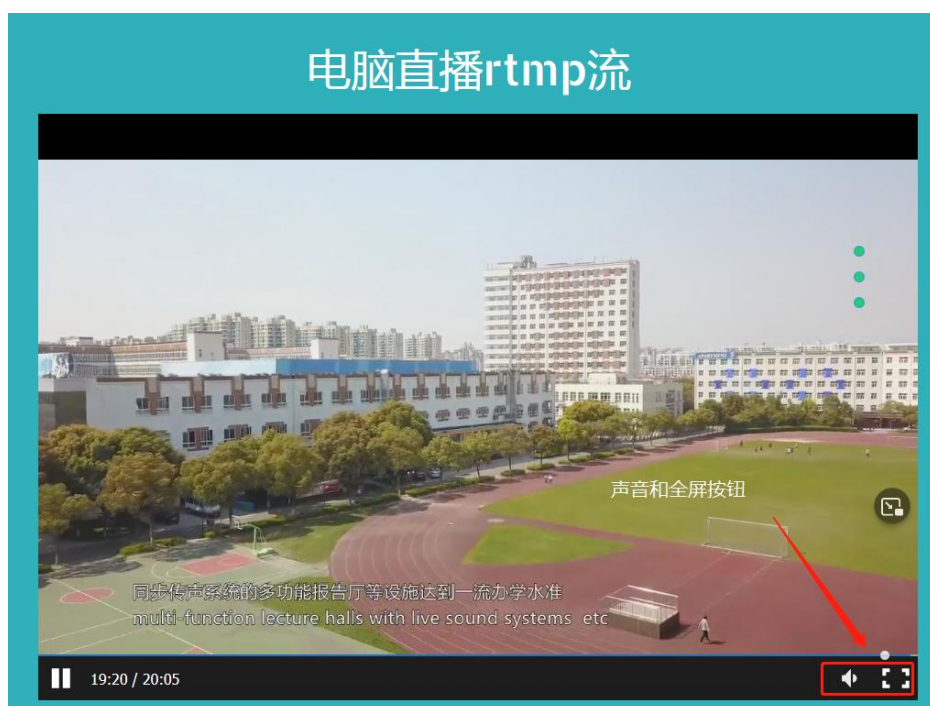 电脑直播rtmp流
声音和全屏按钮
同步传声系统的多功能报告厅等设施达到一流办学水准
multi-function lecture halls with live sound systems etc
19:20 / 20:05